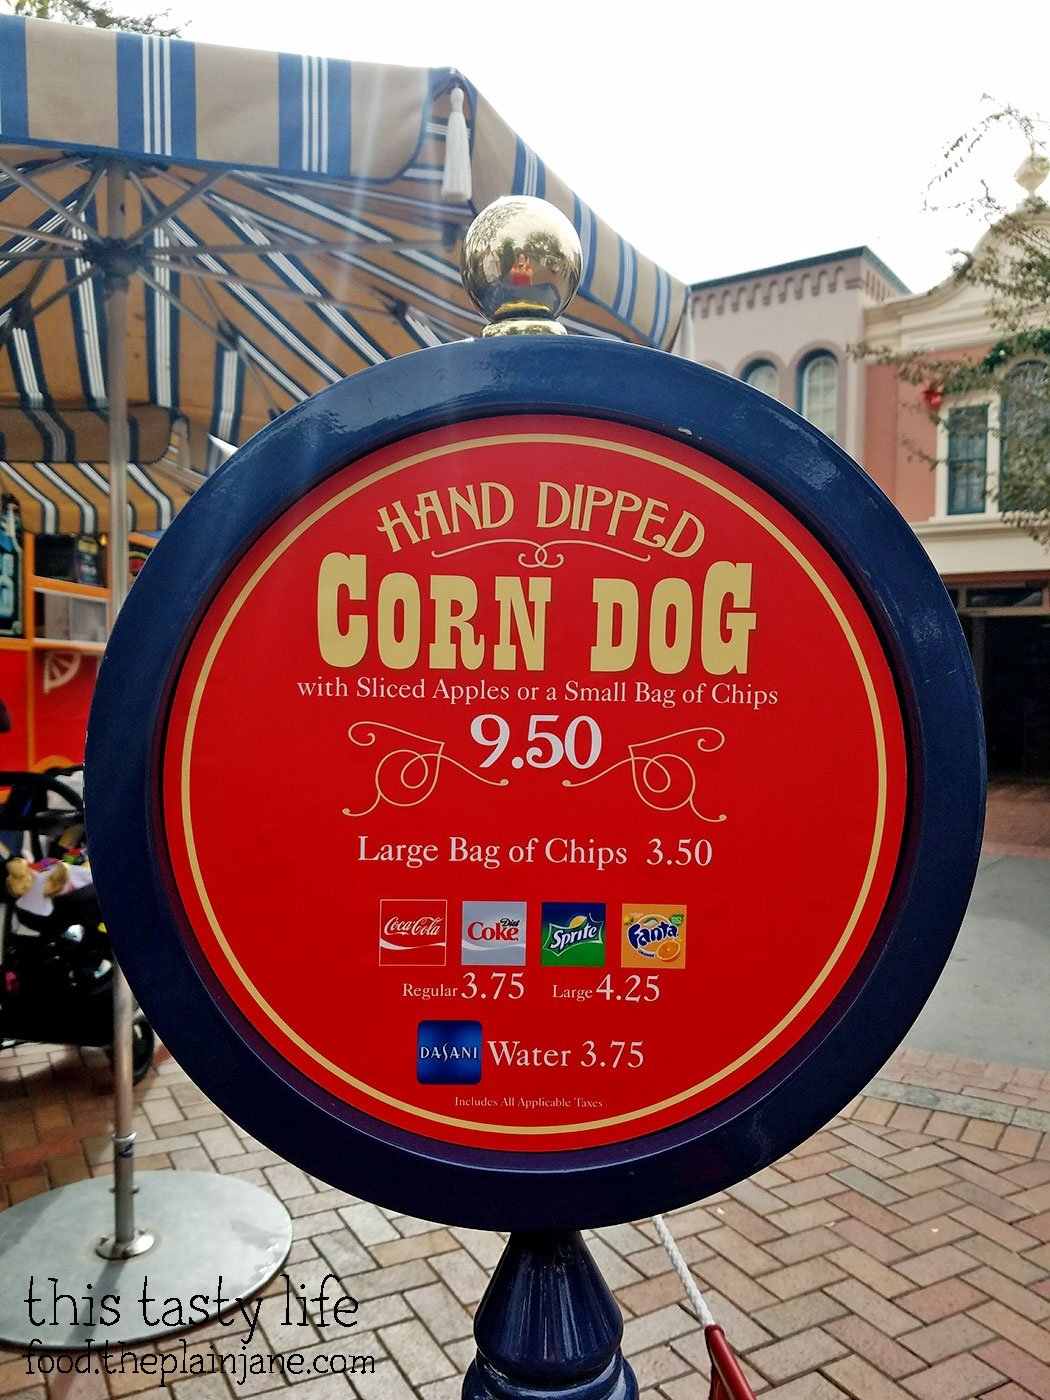 HAND DIPPED
CORN DOG
with Sliced Apples or a Small Bag of Chips
9.50
Large Bag of Chips 3.50
Coca-Cola Diet Coke Sprite Fanta
Regular 3.75 Large 4.25
DASANI Water 3.75
Includes All Applicable Taxes
this tasty life
food.theplainjane.com